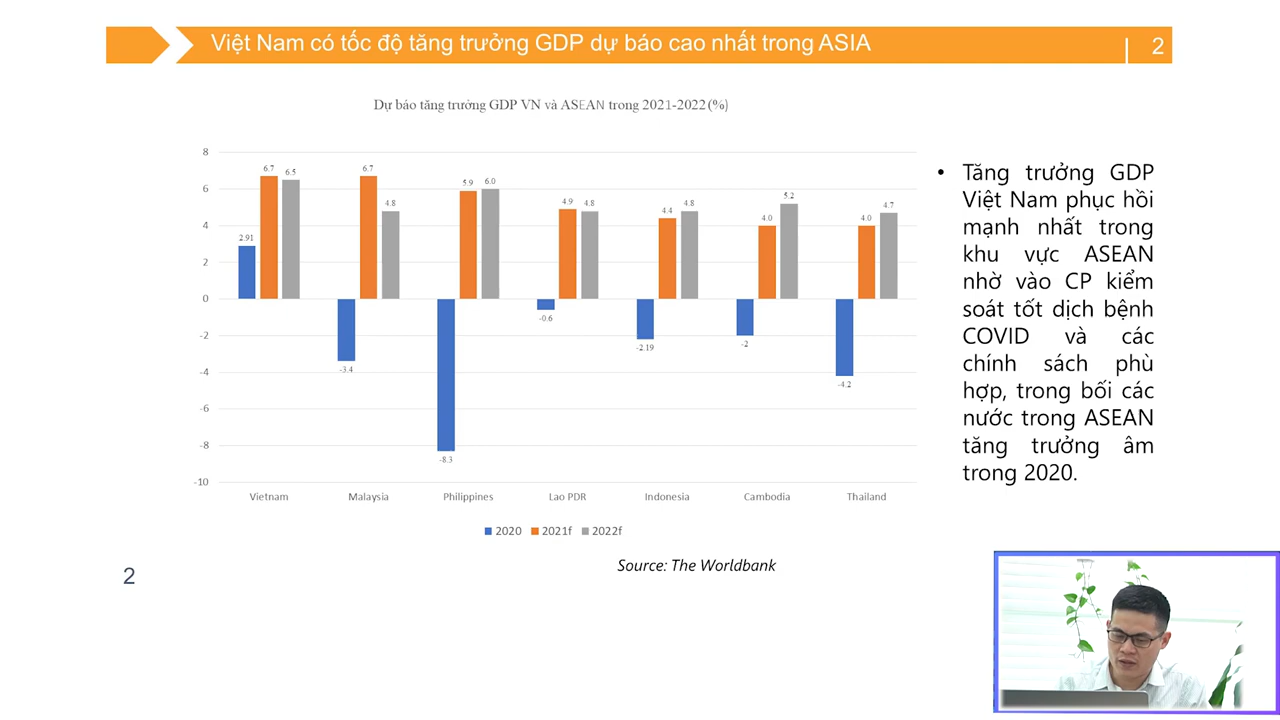 Việt Nam có tốc độ tăng trưởng GDP dự báo cao nhất trong ASIA
2
Dự báo tăng trưởng GDP VN và ASEAN trong 2021-2022 (%)
8
6
4
2
0
-2
-4
-6
-8
-10
2.91
6.7
6.5
-3.4
6.7
4.8
-8.3
5.9
6.0
-0.6
4.9
4.8
-2.19
4.4
4.8
-2
4.0
5.2
-4.2
4.0
4.7
Vietnam
Malaysia
Philippines
Lao PDR
Indonesia
Cambodia
Thailand
2020 2021f 2022f
Source: The Worldbank
• Tăng trưởng GDP
Việt Nam phục hồi
mạnh nhất trong
khu vực ASEAN
nhờ vào CP kiểm
soát tốt dịch bệnh
COVID và các
chính sách phù
hợp, trong bối các
nước trong ASEAN
tăng trưởng âm
trong 2020.
2